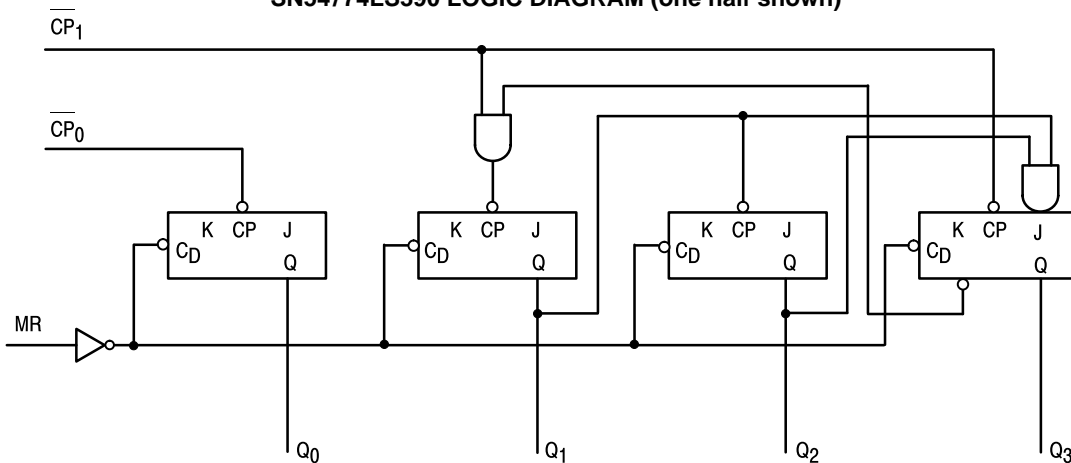 SN54/74LS390 LOGIC DIAGRAM (one half shown)
CP1
CP0
K CP J
CD
Q
K CP J
CD
Q
K CP J
CD
Q
K CP J
CD
Q
MR
Q0
Q1
Q2
Q3